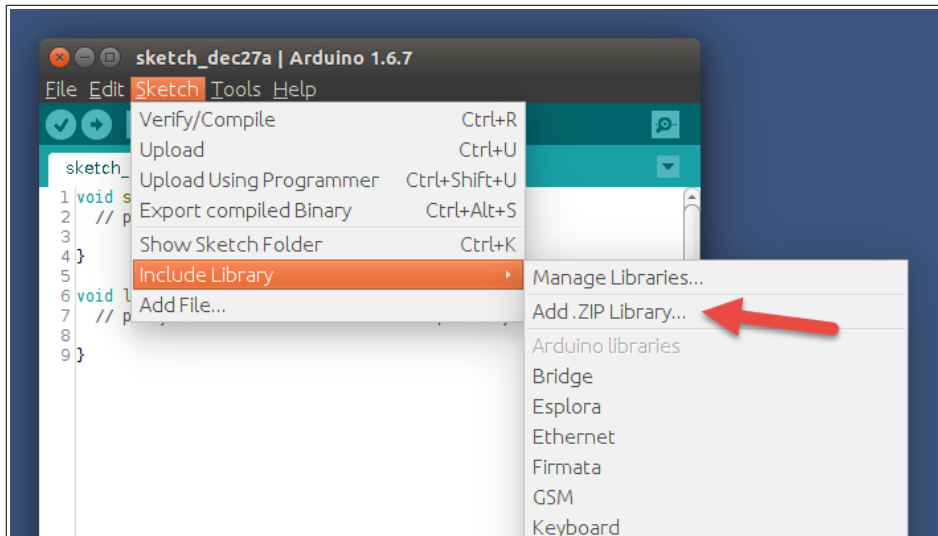 sketch_dec27a | Arduino 1.6.7
File Edit Sketch Tools Help
Verify/Compile Ctrl+R
Upload Ctrl+U
Upload Using Programmer Ctrl+Shift+U
Export compiled Binary Ctrl+Alt+S
Show Sketch Folder Ctrl+K
Include Library
Add File...
sketch_
1 void s
2 // p
3
4 }
5
6 void l
7 // p
8
9 }
Manage Libraries...
Add .ZIP Library...
Arduino libraries
Bridge
Esplora
Ethernet
Firmata
GSM
Keyboard